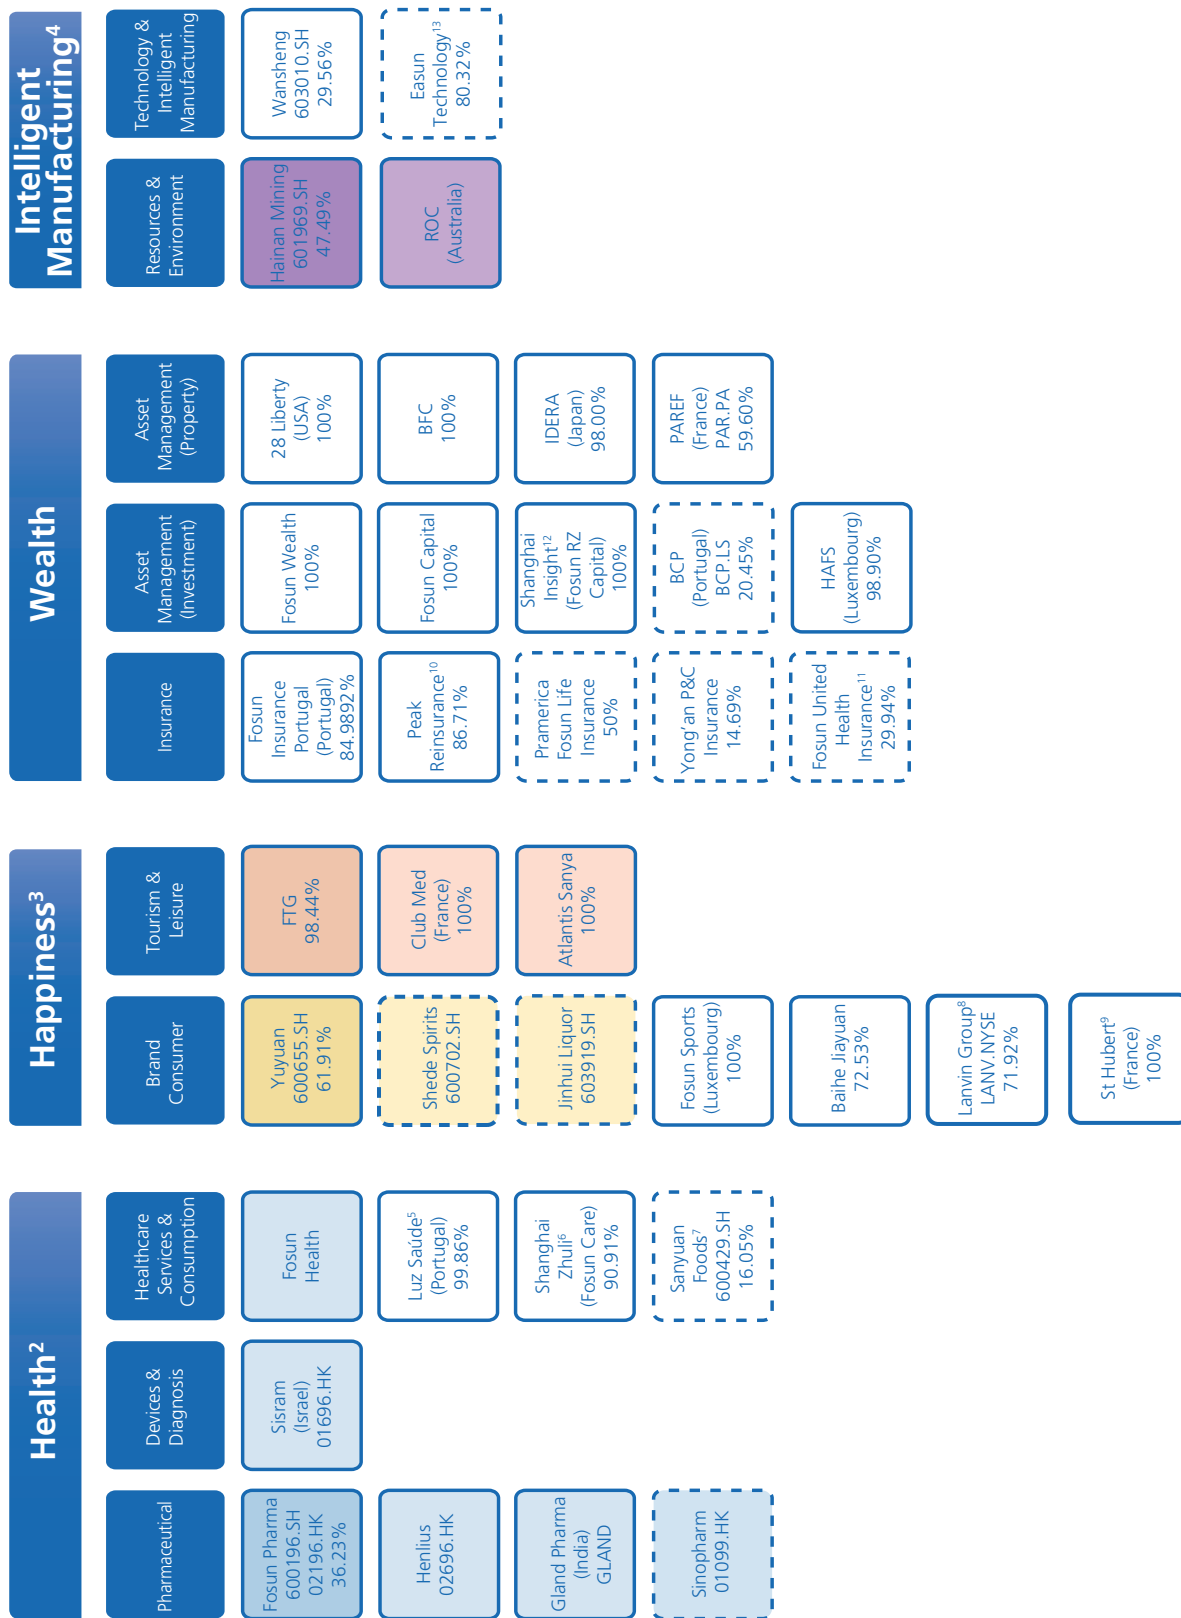 Health2
Pharmaceutical
Fosun Pharma
600196.SH
02196.HK
36.23%
Henlius
02696.HK
Gland Pharma
(India)
GLAND
Sinopharm
01099.HK
Devices &
Diagnosis
Sisram
(Israel)
01696.HK
Healthcare
Services &
Consumption
Fosun
Health
Luz Saúde5
(Portugal)
99.86%
Shanghai
Zhuli6
(Fosun Care)
90.91%
Sanyuan
Foods7
600429.SH
16.05%
Happiness3
Brand
Consumer
Yuyuan
600655.SH
61.91%
Shede Spirits
600702.SH
Jinhui Liquor
603919.SH
Fosun Sports
(Luxembourg)
100%
Baihe Jiayuan
72.53%
Lanvin Group8
LANV.NYSE
71.92%
St Hubert9
(France)
100%
Tourism &
Leisure
FTG
98.44%
Club Med
(France)
100%
Atlantis Sanya
100%
Wealth
Insurance
Fosun
Insurance
Portugal
(Portugal)
84.9892%
Peak
Reinsurance10
86.71%
Pramerica
Fosun Life
Insurance
50%
Yong’an P&C
Insurance
14.69%
Fosun United
Health
Insurance11
29.94%
Asset
Management
(Investment)
Fosun Wealth
100%
Fosun Capital
100%
Shanghai
Insight12
(Fosun RZ
Capital)
100%
BCP
(Portugal)
BCP.LS
20.45%
HAFS
(Luxembourg)
98.90%
Asset
Management
(Property)
28 Liberty
(USA)
100%
BFC
100%
IDERA
(Japan)
98.00%
PAREF
(France)
PAR.PA
59.60%
Intelligent
Manufacturing4
Resources &
Environment
Hainan Mining
601969.SH
47.49%
ROC
(Australia)
Technology &
Intelligent
Manufacturing
Wansheng
603010.SH
29.56%
Easun
Technology13
80.32%